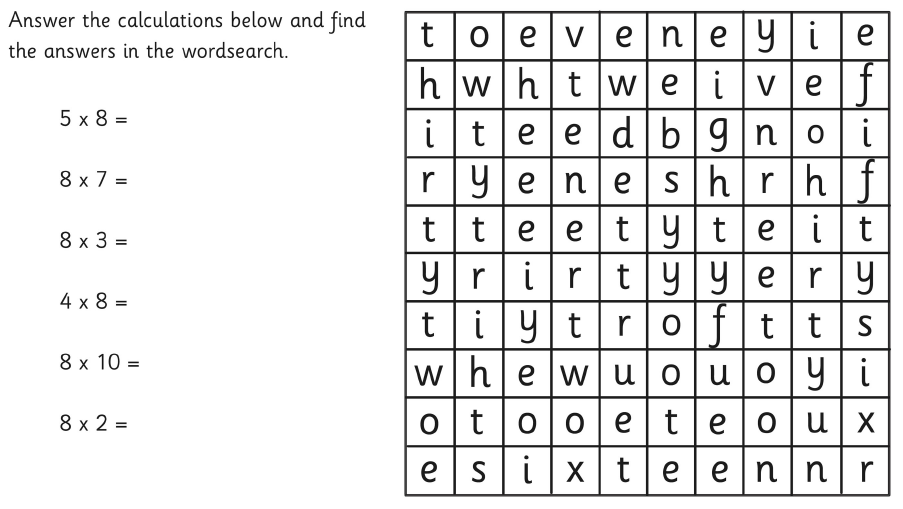 Answer the calculations below and find
the answers in the wordsearch.
5 x 8 =
8 x 7 =
8 x 3 =
4 x 8 =
8 x 10 =
8 x 2 =
t o e v e n e y i e
h w h t w e i v e f
i t e e d b g n o i
r y e n e s h r h f
t t e e t y t e i t
y r i r t y y e r y
t i y t r o f t t s
w h e w u o u o y i
o t o o e t e o u x
e s i x t e e n n r